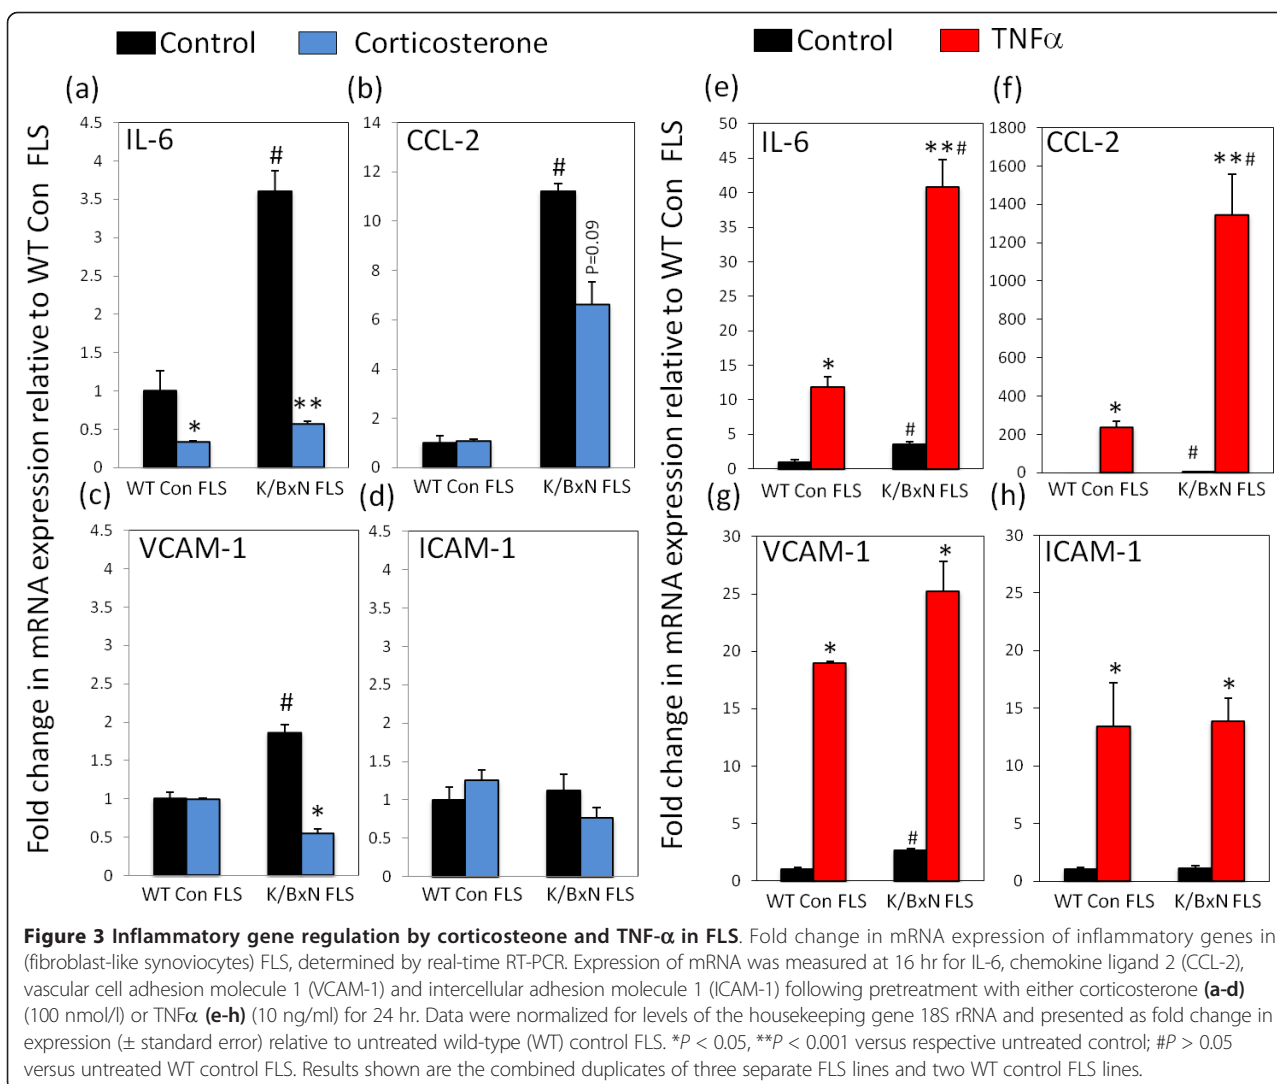 Control Corticosterone
Control TNFα
Fold change in mRNA expression relative to WT Con FLS
(a)
IL-6
4.5
4
3.5
3
2.5
2
1.5
1
0.5
0
#
*
**
WT Con FLS K/BxN FLS
(b)
CCL-2
14
12
10
8
6
4
2
0
#
P=0.09
WT Con FLS K/BxN FLS
(c)
VCAM-1
4.5
4
3.5
3
2.5
2
1.5
1
0.5
0
#
*
WT Con FLS K/BxN FLS
(d)
ICAM-1
4.5
4
3.5
3
2.5
2
1.5
1
0.5
0
WT Con FLS K/BxN FLS
Fold change in mRNA expression relative to WT Con FLS
(e)
IL-6
50
45
40
35
30
25
20
15
10
5
0
*
#
**#
WT Con FLS K/BxN FLS
(f)
CCL-2
1800
1600
1400
1200
1000
800
600
400
200
0
*
#
**#
WT Con FLS K/BxN FLS
(g)
VCAM-1
30
25
20
15
10
5
0
*
#
*
WT Con FLS K/BxN FLS
(h)
ICAM-1
30
25
20
15
10
5
0
*
*
WT Con FLS K/BxN FLS
Figure 3 Inflammatory gene regulation by corticosteone and TNF-α in FLS. Fold change in mRNA expression of inflammatory genes in
(fibroblast-like synoviocytes) FLS, determined by real-time RT-PCR. Expression of mRNA was measured at 16 hr for IL-6, chemokine ligand 2 (CCL-2),
vascular cell adhesion molecule 1 (VCAM-1) and intercellular adhesion molecule 1 (ICAM-1) following pretreatment with either corticosterone (a-d)
(100 nmol/l) or TNFα (e-h) (10 ng/ml) for 24 hr. Data were normalized for levels of the housekeeping gene 18S rRNA and presented as fold change in
expression (± standard error) relative to untreated wild-type (WT) control FLS. *P < 0.05, **P < 0.001 versus respective untreated control; #P > 0.05
versus untreated WT control FLS. Results shown are the combined duplicates of three separate FLS lines and two WT control FLS lines.